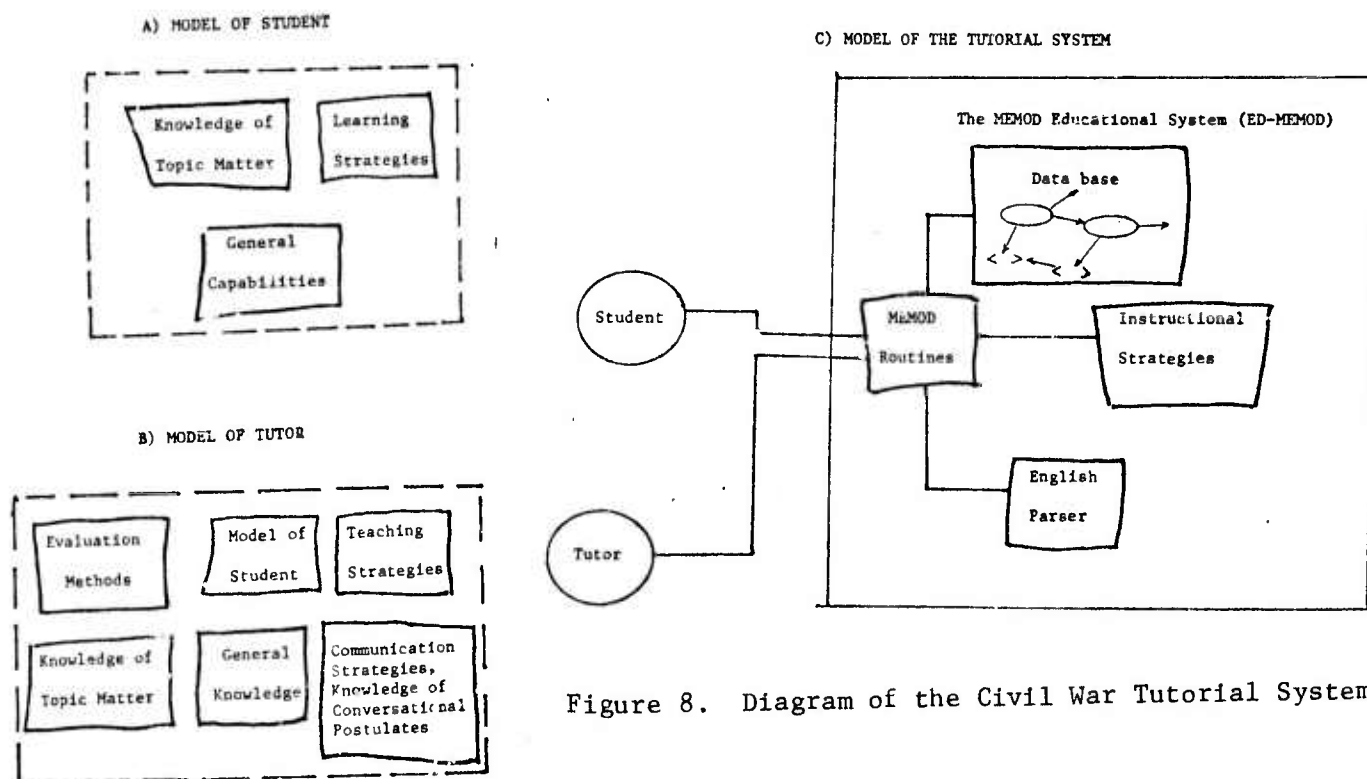 A) MODEL OF STUDENT
Knowledge of
Topic Matter
Learning
Strategies
General
Capabilities
B) MODEL OF TUTOR
Evaluation
Methods
Model of
Student
Teaching
Strategies
Knowledge of
Topic Matter
General
Knowledge
Communication
Strategies,
Knowledge of
Conversational
Postulates
C) MODEL OF THE TUTORIAL SYSTEM
The MEMOD Educational System (ED-MEMOD)
Data base
< >
< >
Student
MEMOD
Routines
Instructional
Strategies
English
Parser
Tutor
Figure 8. Diagram of the Civil War Tutorial System